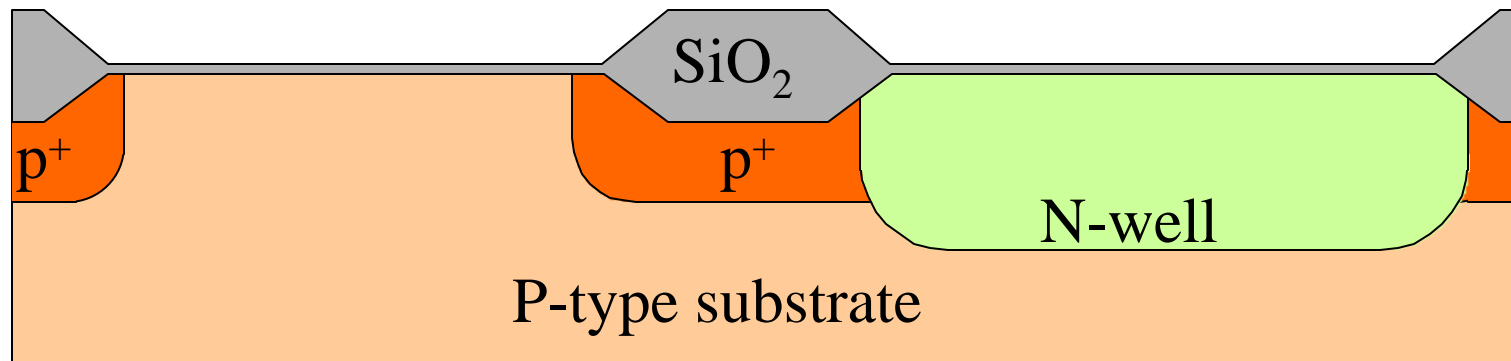 SiO₂
p⁺
p⁺
N-well
P-type substrate